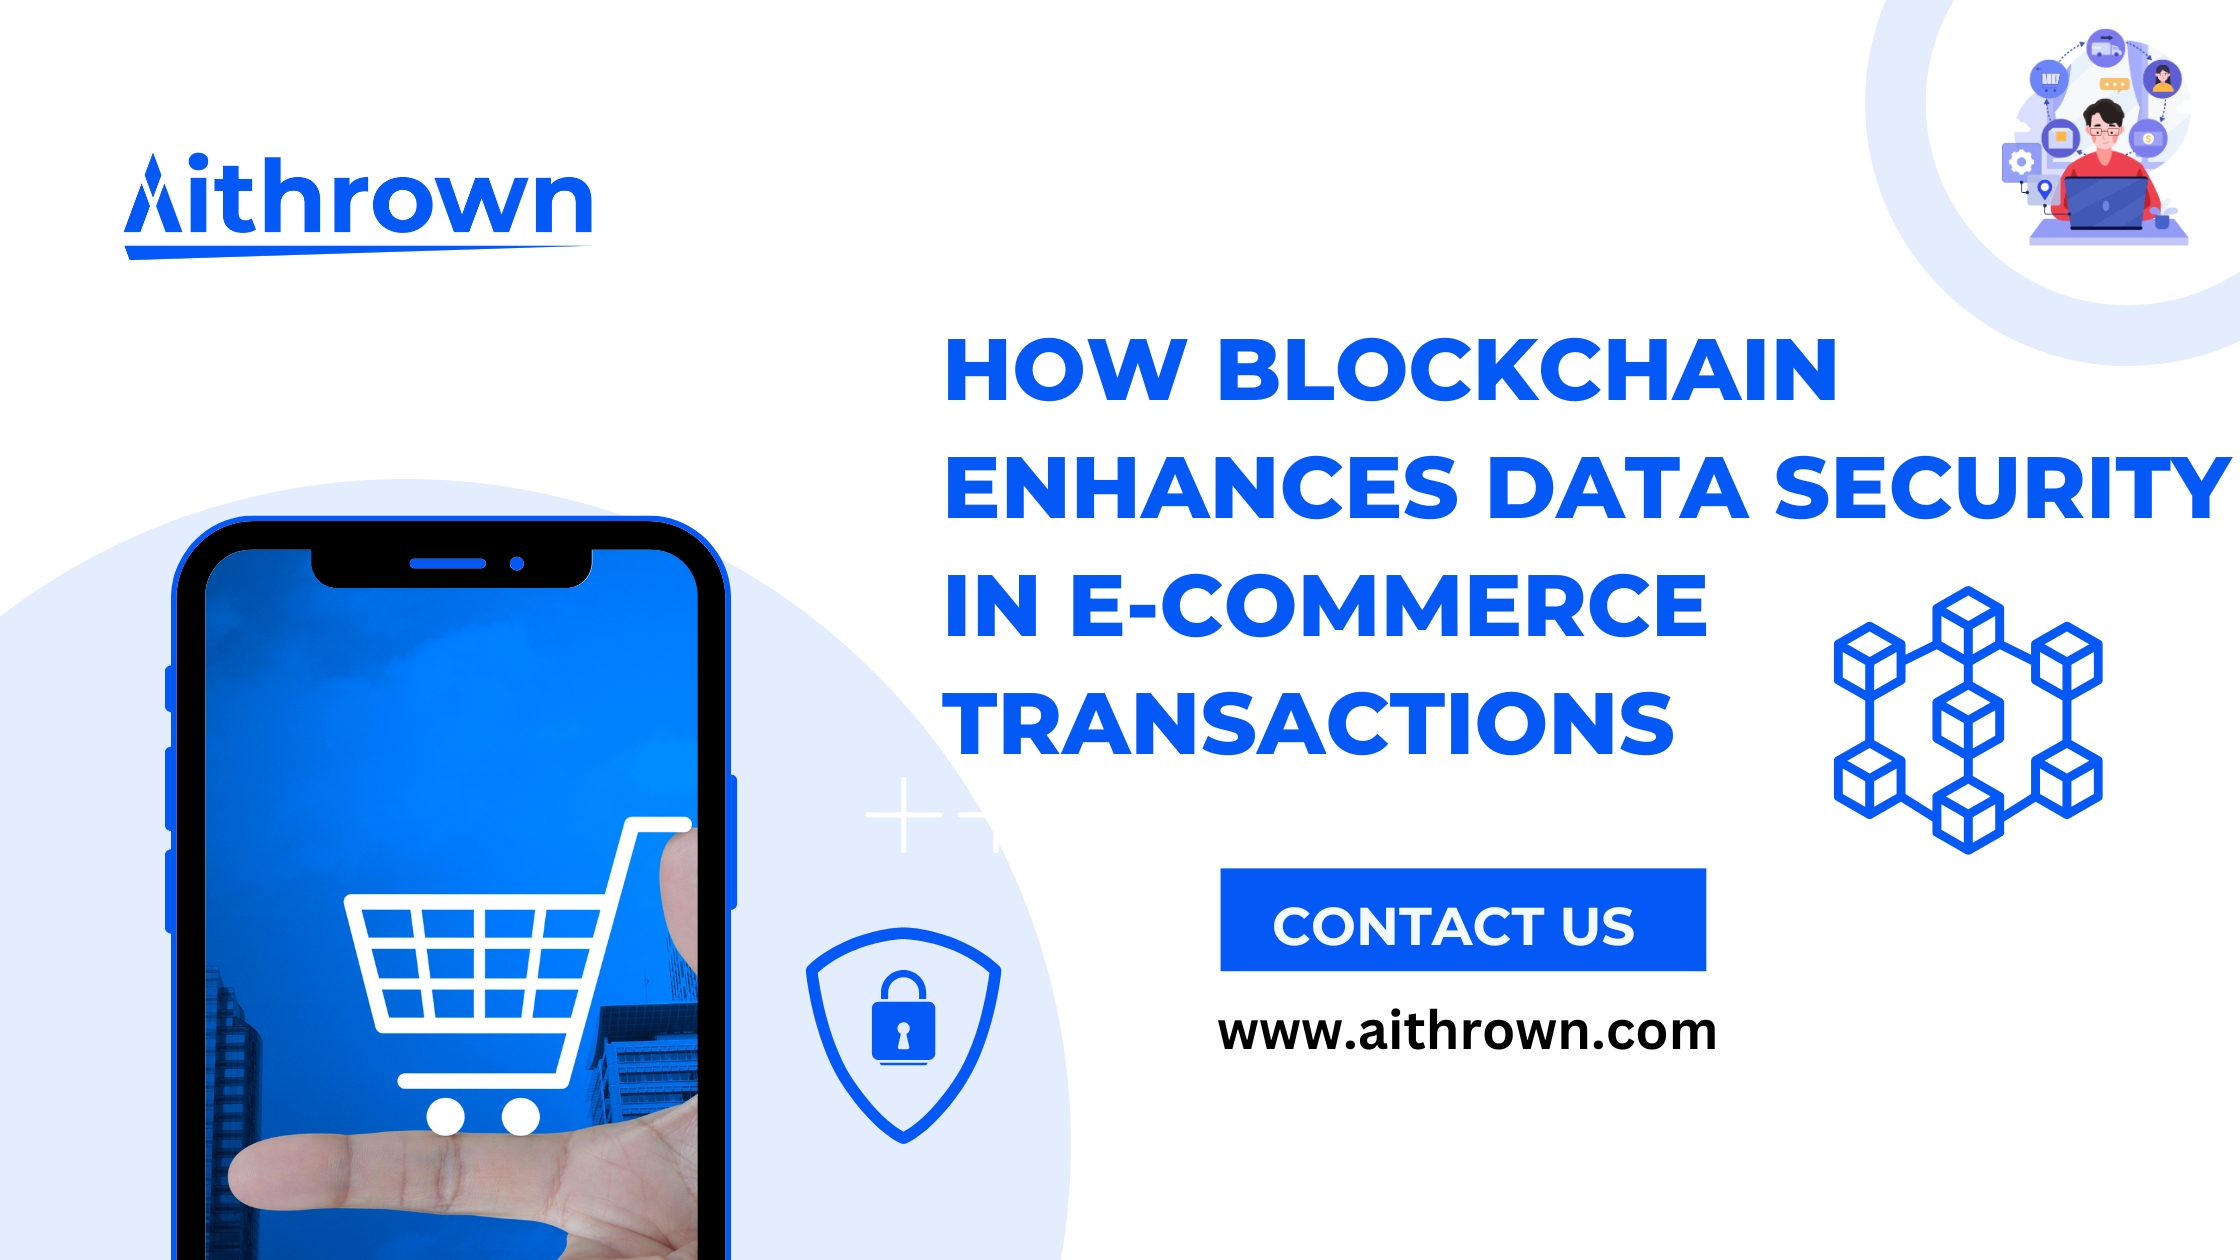 Aithrown
HOW BLOCKCHAIN
ENHANCES DATA SECURITY
IN E-COMMERCE
TRANSACTIONS
CONTACT US
www.aithrown.com